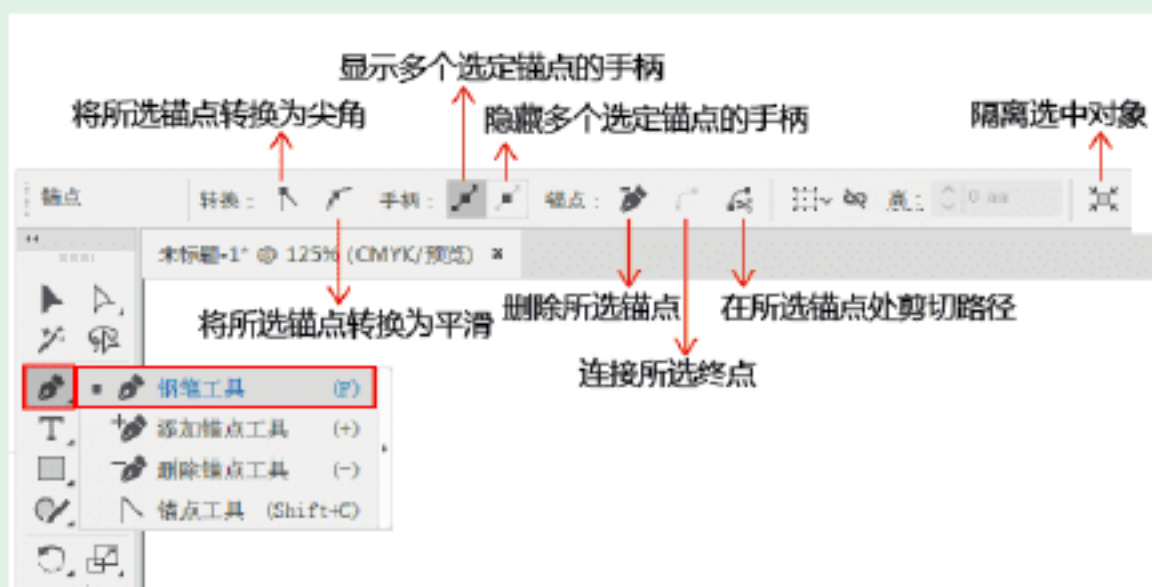 显示多个选定锚点的手柄
将所选锚点转换为尖角
隐藏多个选定锚点的手柄
隔离选中对象
锚点 转换： 手柄： 锚点： 高： 0 mm
未标题-1* @ 125% (CMYK/预览) ×
将所选锚点转换为平滑
删除所选锚点
在所选锚点处剪切路径
连接所选终点
钢笔工具 (P)
添加锚点工具 (+)
删除锚点工具 (-)
锚点工具 (Shift+C)